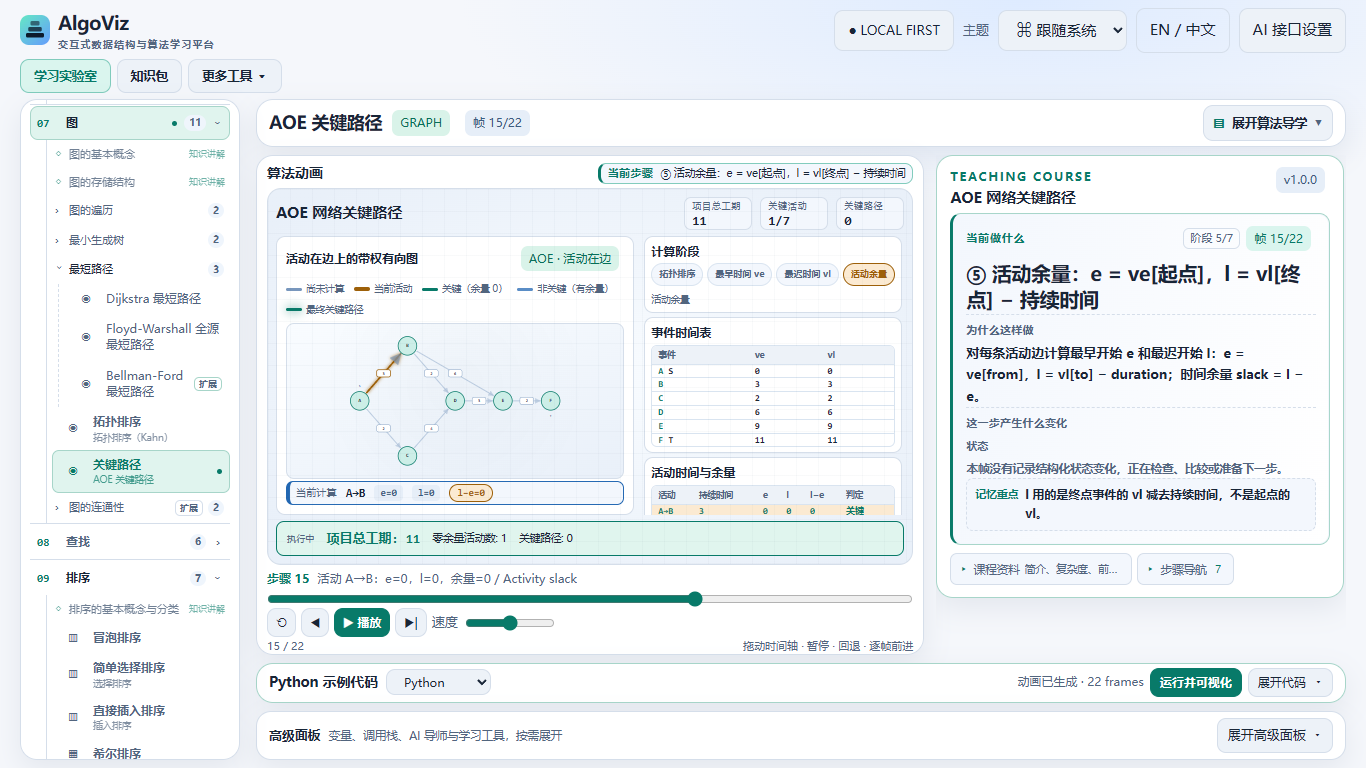 AlgoViz
交互式数据结构与算法学习平台
● LOCAL FIRST
主题
⌘ 跟随系统
EN / 中文
AI 接口设置
学习实验室
知识包
更多工具
07 图 11
图的基本概念 知识讲解
图的存储结构 知识讲解
图的遍历 2
最小生成树 2
最短路径 3
Dijkstra 最短路径
Floyd-Warshall 全源
最短路径
Bellman-Ford
最短路径
扩展
拓扑排序
拓扑排序 (Kahn)
关键路径
AOE 关键路径
图的连通性 扩展 2
08 查找 6
09 排序 7
排序的基本概念与分类 知识讲解
冒泡排序
简单选择排序
选择排序
直接插入排序
插入排序
希尔排序
AOE 关键路径
GRAPH
帧 15/22
展开算法导学
算法动画
当前步骤 ⑤ 活动余量：e = ve[起点]，l = vl[终点] − 持续时间
AOE 网络关键路径
项目总工期
11
关键活动
1/7
关键路径
0
活动在边上的带权有向图
AOE · 活动在边
尚未计算
当前活动
关键（余量 0）
非关键（有余量）
最终关键路径
A
B
C
D
E
F
当前计算 A→B e=0 l=0 l−e=0
计算阶段
拓扑排序
最早时间 ve
最迟时间 vl
活动余量
活动余量
事件时间表
事件 ve vl
A S 0 0
B 3 3
C 2 2
D 6 6
E 9 9
F T 11 11
活动时间与余量
活动 持续时间 e l l−e 判定
A→B 3 0 0 0 关键
执行中 项目总工期: 11 零余量活动数: 1 关键路径: 0
步骤 15 活动 A→B：e=0，l=0，余量=0 / Activity slack
播放
速度
15 / 22
拖动时间轴 · 暂停 · 回退 · 逐帧前进
TEACHING COURSE
AOE 网络关键路径
v1.0.0
当前做什么
阶段 5/7
帧 15/22
⑤ 活动余量：e = ve[起点]，l = vl[终
点] − 持续时间
为什么这样做
对每条活动边计算最早开始 e 和最迟开始 l：e =
ve[from]，l = vl[to] − duration；时间余量 slack = l −
e。
这一步产生什么变化
状态
本帧没有记录结构化状态变化，正在检查、比较或准备下一步。
记忆重点 l 用的是终点事件的 vl 减去持续时间，不是起点的
vl。
课程资料 简介、复杂度、前...
步骤导航 7
Python 示例代码
Python
动画已生成 · 22 frames
运行并可视化
展开代码
高级面板 变量、调用栈、AI 导师与学习工具，按需展开
展开高级面板